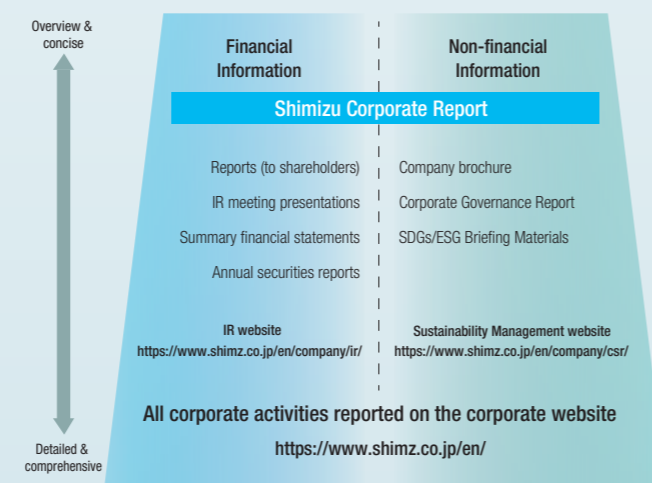 Overview &
concise
Financial
Information
Non-financial
Information
Shimizu Corporate Report
Reports (to shareholders)
IR meeting presentations
Summary financial statements
Annual securities reports
Company brochure
Corporate Governance Report
SDGs/ESG Briefing Materials
IR website
https://www.shimz.co.jp/en/company/ir/
Sustainability Management website
https://www.shimz.co.jp/en/company/csr/
All corporate activities reported on the corporate website
https://www.shimz.co.jp/en/
Detailed &
comprehensive